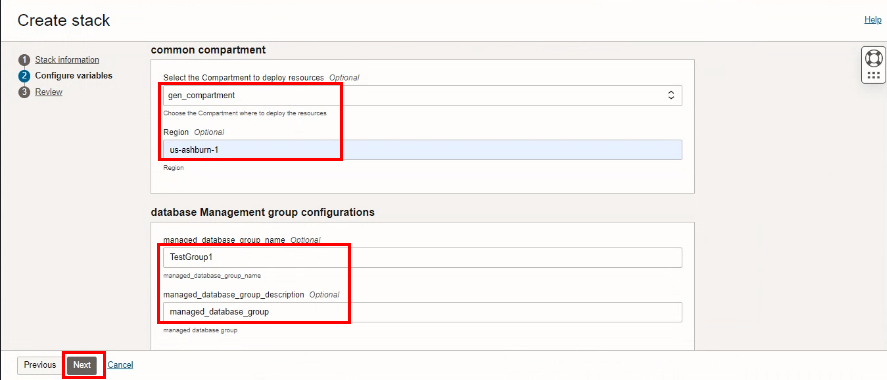 Create stack
Help
1 Stack information
2 Configure variables
3 Review
common compartment
Select the Compartment to deploy resources Optional
gen_compartment
Choose the Compartment where to deploy the resources
Region Optional
us-ashburn-1
Region
database Management group configurations
managed_database_group_name Optional
TestGroup1
managed_database_group_name
managed_database_group_description Optional
managed_database_group
managed database group
Previous Next Cancel